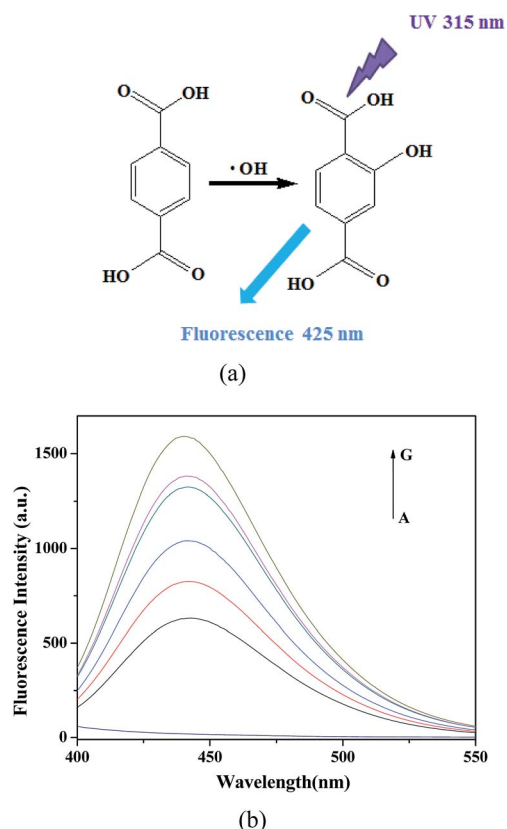 UV 315 nm
O
OH
O
OH
OH
• OH
HO
O
HO
O
Fluorescence 425 nm
(a)
Fluorescence Intensity (a.u.)
1500
1000
500
0
G
A
400
450
500
550
Wavelength(nm)
(b)